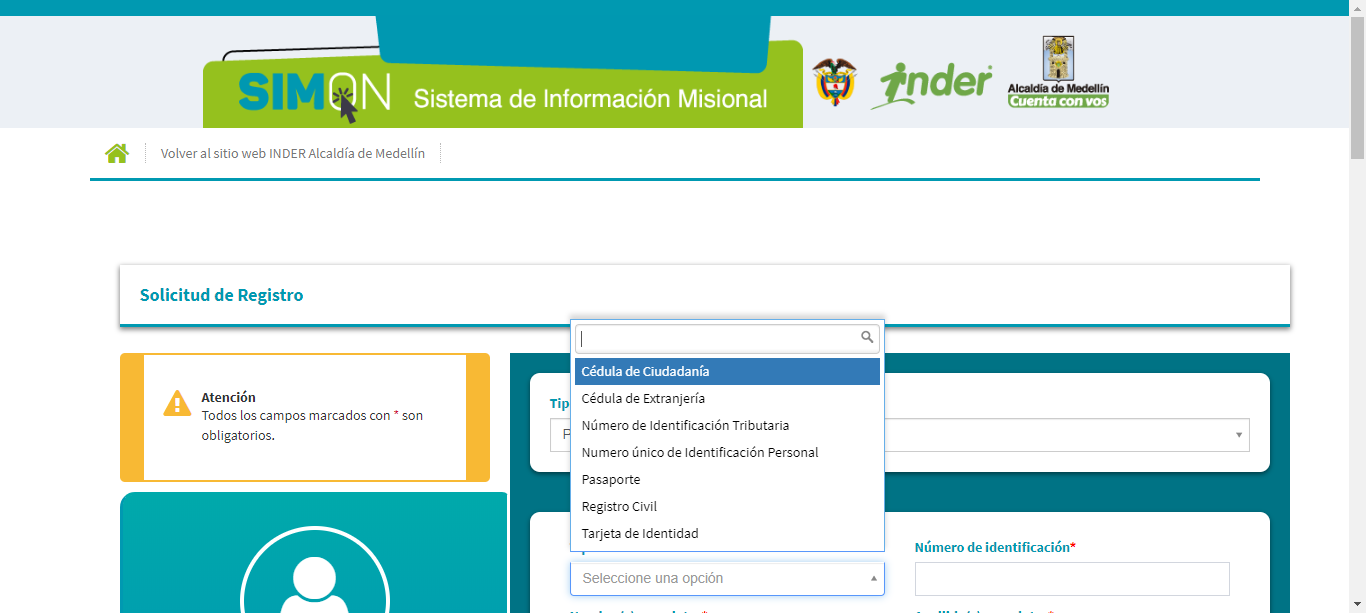 SIMON Sistema de Información Misional
inder
Alcaldía de Medellín
Cuenta con vos
Volver al sitio web INDER Alcaldía de Medellín
Solicitud de Registro
Atención
Todos los campos marcados con * son
obligatorios.
Cédula de Ciudadanía
Cédula de Extranjería
Número de Identificación Tributaria
Numero único de Identificación Personal
Pasaporte
Registro Civil
Tarjeta de Identidad
Número de identificación*
Seleccione una opción